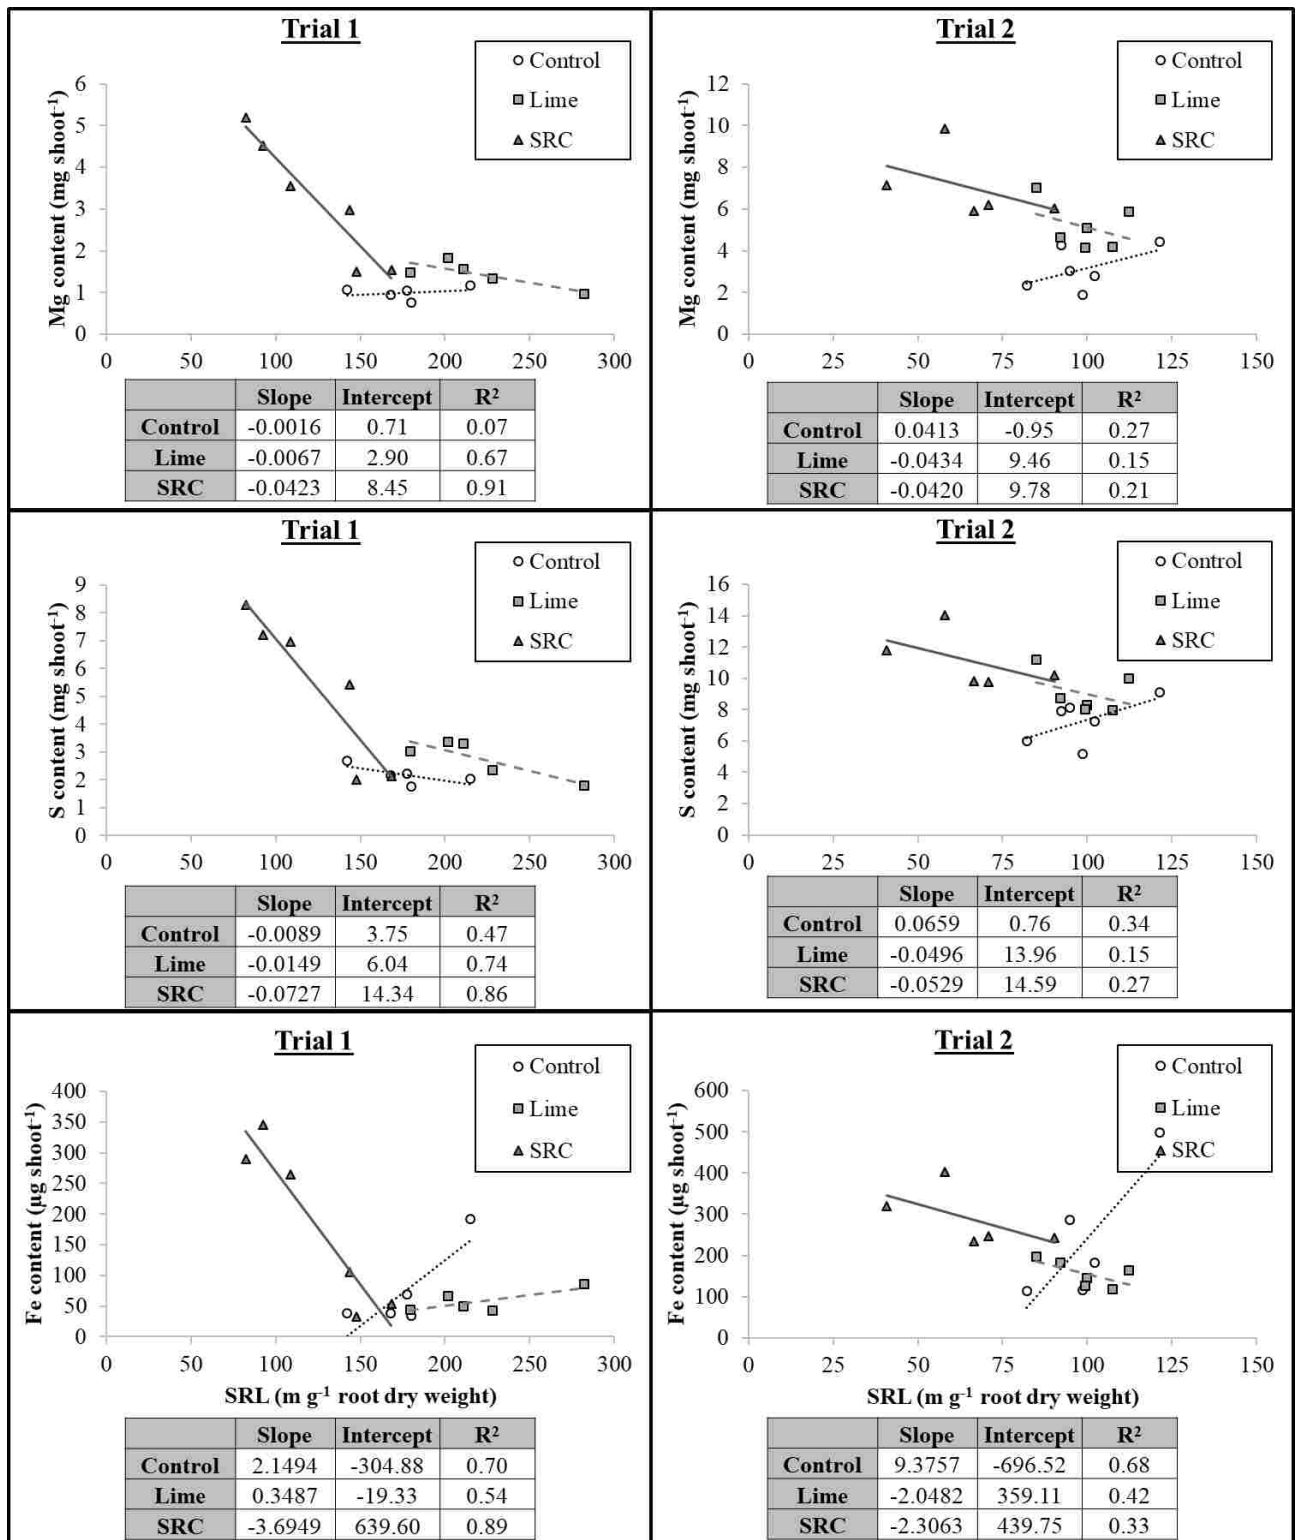 Trial 1
Control
Lime
SRC
Mg content (mg shoot⁻¹)
6
5
4
3
2
1
0
0 50 100 150 200 250 300
Slope Intercept R²
Control -0.0016 0.71 0.07
Lime -0.0067 2.90 0.67
SRC -0.0423 8.45 0.91
Trial 2
Control
Lime
SRC
Mg content (mg shoot⁻¹)
12
10
8
6
4
2
0
0 25 50 75 100 125 150
Slope Intercept R²
Control 0.0413 -0.95 0.27
Lime -0.0434 9.46 0.15
SRC -0.0420 9.78 0.21
Trial 1
Control
Lime
SRC
S content (mg shoot⁻¹)
9
8
7
6
5
4
3
2
1
0
0 50 100 150 200 250 300
Slope Intercept R²
Control -0.0089 3.75 0.47
Lime -0.0149 6.04 0.74
SRC -0.0727 14.34 0.86
Trial 2
Control
Lime
SRC
S content (mg shoot⁻¹)
16
14
12
10
8
6
4
2
0
0 25 50 75 100 125 150
Slope Intercept R²
Control 0.0659 0.76 0.34
Lime -0.0496 13.96 0.15
SRC -0.0529 14.59 0.27
Trial 1
Control
Lime
SRC
Fe content (µg shoot⁻¹)
400
350
300
250
200
150
100
50
0
0 50 100 150 200 250 300
SRL (m g⁻¹ root dry weight)
Slope Intercept R²
Control 2.1494 -304.88 0.70
Lime 0.3487 -19.33 0.54
SRC -3.6949 639.60 0.89
Trial 2
Control
Lime
SRC
Fe content (µg shoot⁻¹)
600
500
400
300
200
100
0
0 25 50 75 100 125 150
SRL (m g⁻¹ root dry weight)
Slope Intercept R²
Control 9.3757 -696.52 0.68
Lime -2.0482 359.11 0.42
SRC -2.3063 439.75 0.33